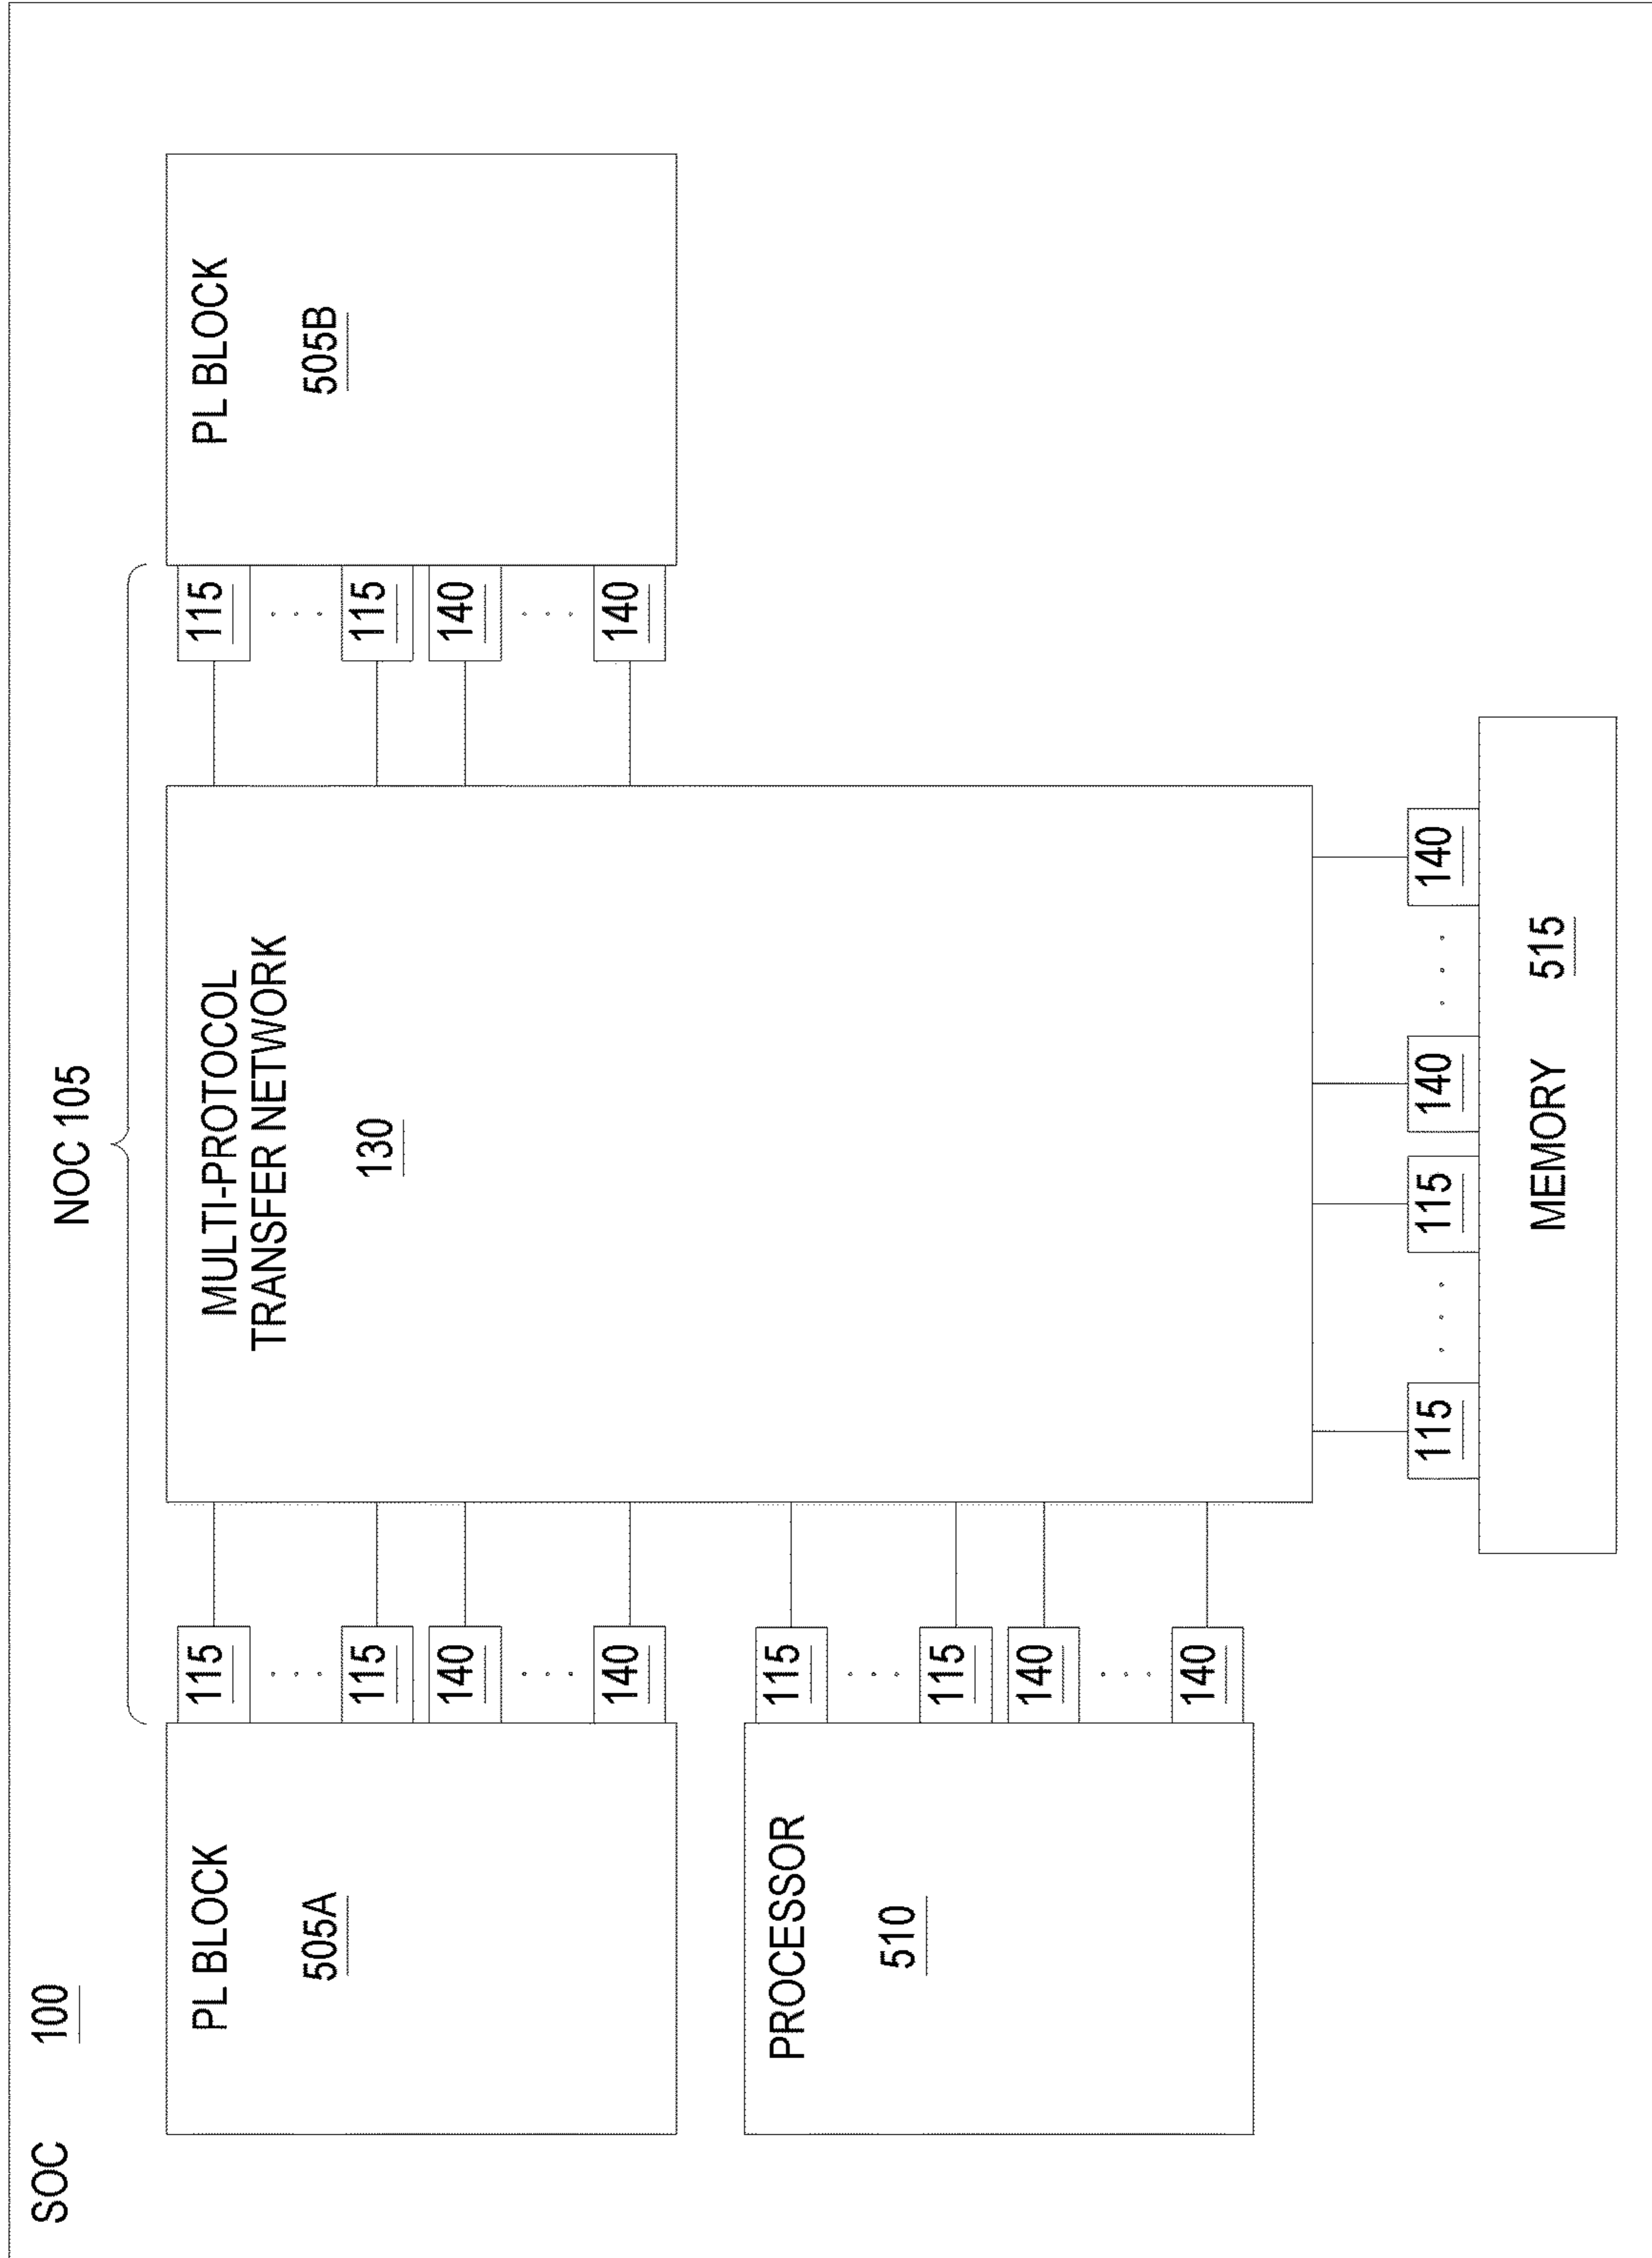 SOC 100
NOC 105
PL BLOCK
505A
115
115
140
140
MULTI-PROTOCOL
TRANSFER NETWORK
130
115
115
140
140
PL BLOCK
505B
PROCESSOR
510
115
115
140
140
115
115
140
140
MEMORY 515